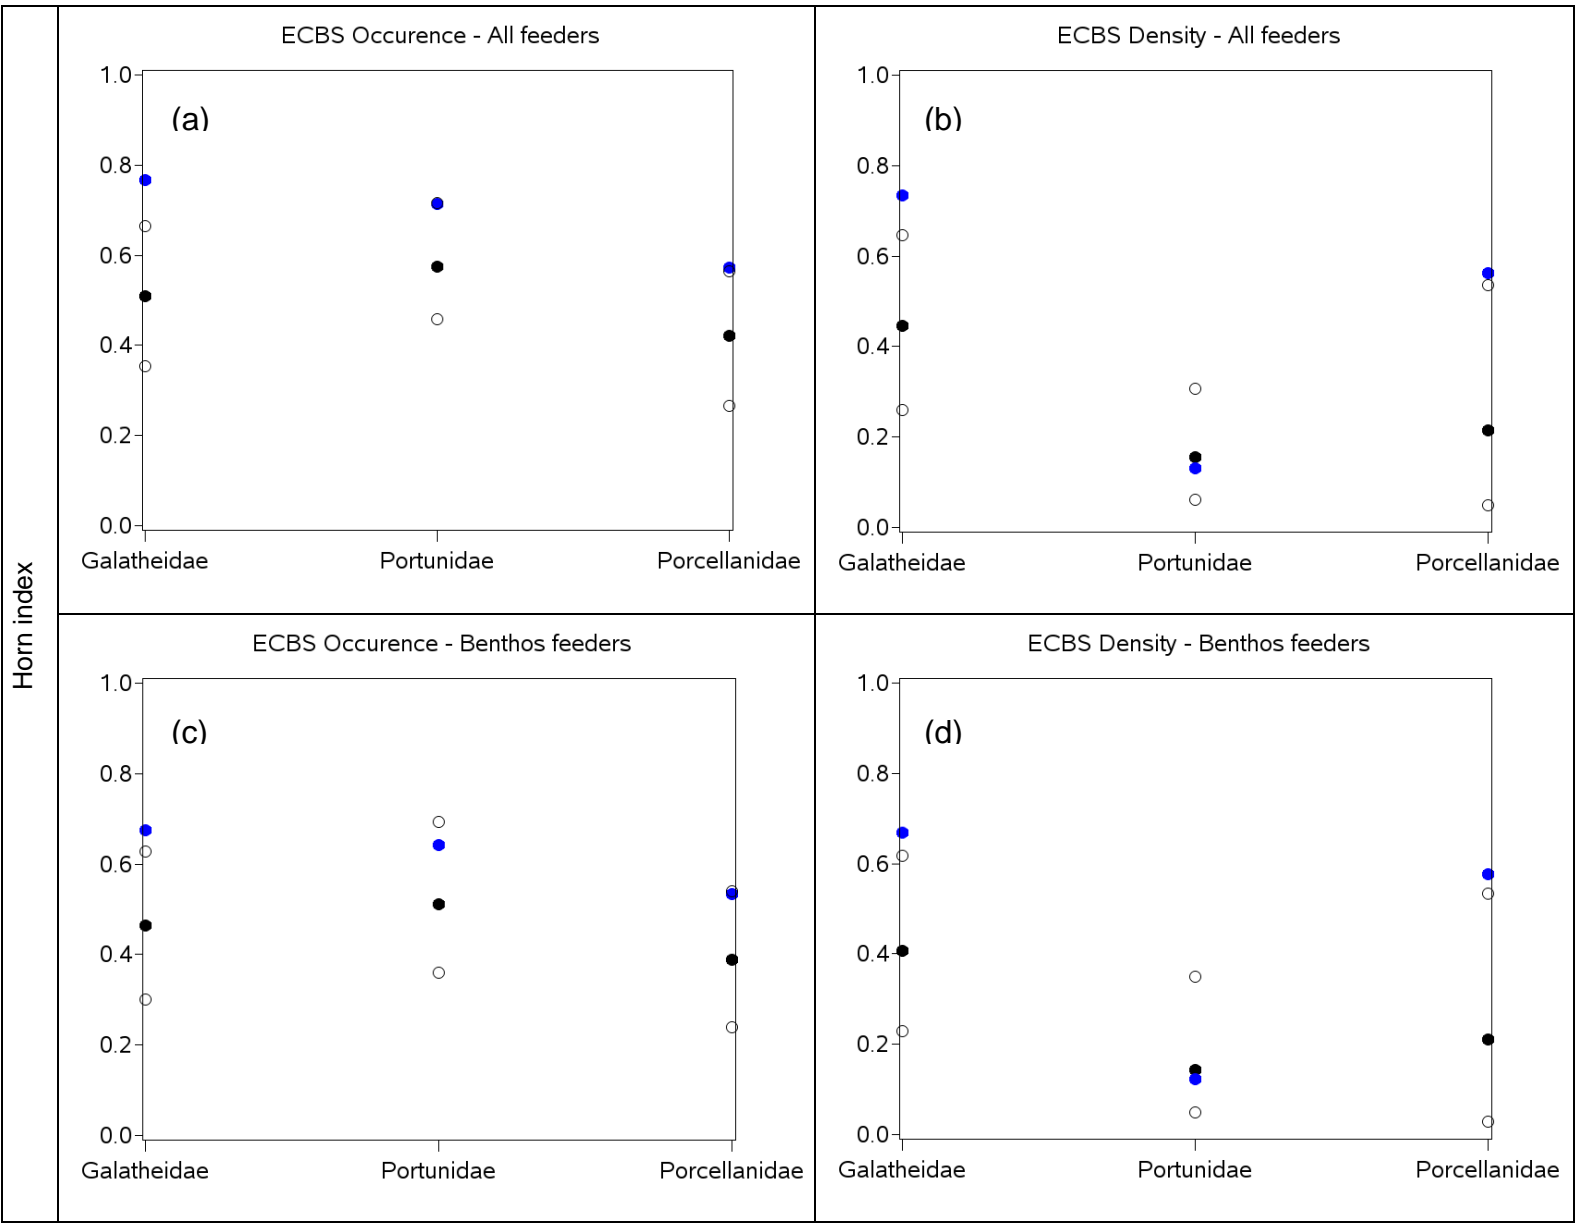 Horn index
ECBS Occurence - All feeders
(a)
1.0
0.8
0.6
0.4
0.2
0.0
Galatheidae Portunidae Porcellanidae
ECBS Density - All feeders
(b)
1.0
0.8
0.6
0.4
0.2
0.0
Galatheidae Portunidae Porcellanidae
ECBS Occurence - Benthos feeders
(c)
1.0
0.8
0.6
0.4
0.2
0.0
Galatheidae Portunidae Porcellanidae
ECBS Density - Benthos feeders
(d)
1.0
0.8
0.6
0.4
0.2
0.0
Galatheidae Portunidae Porcellanidae